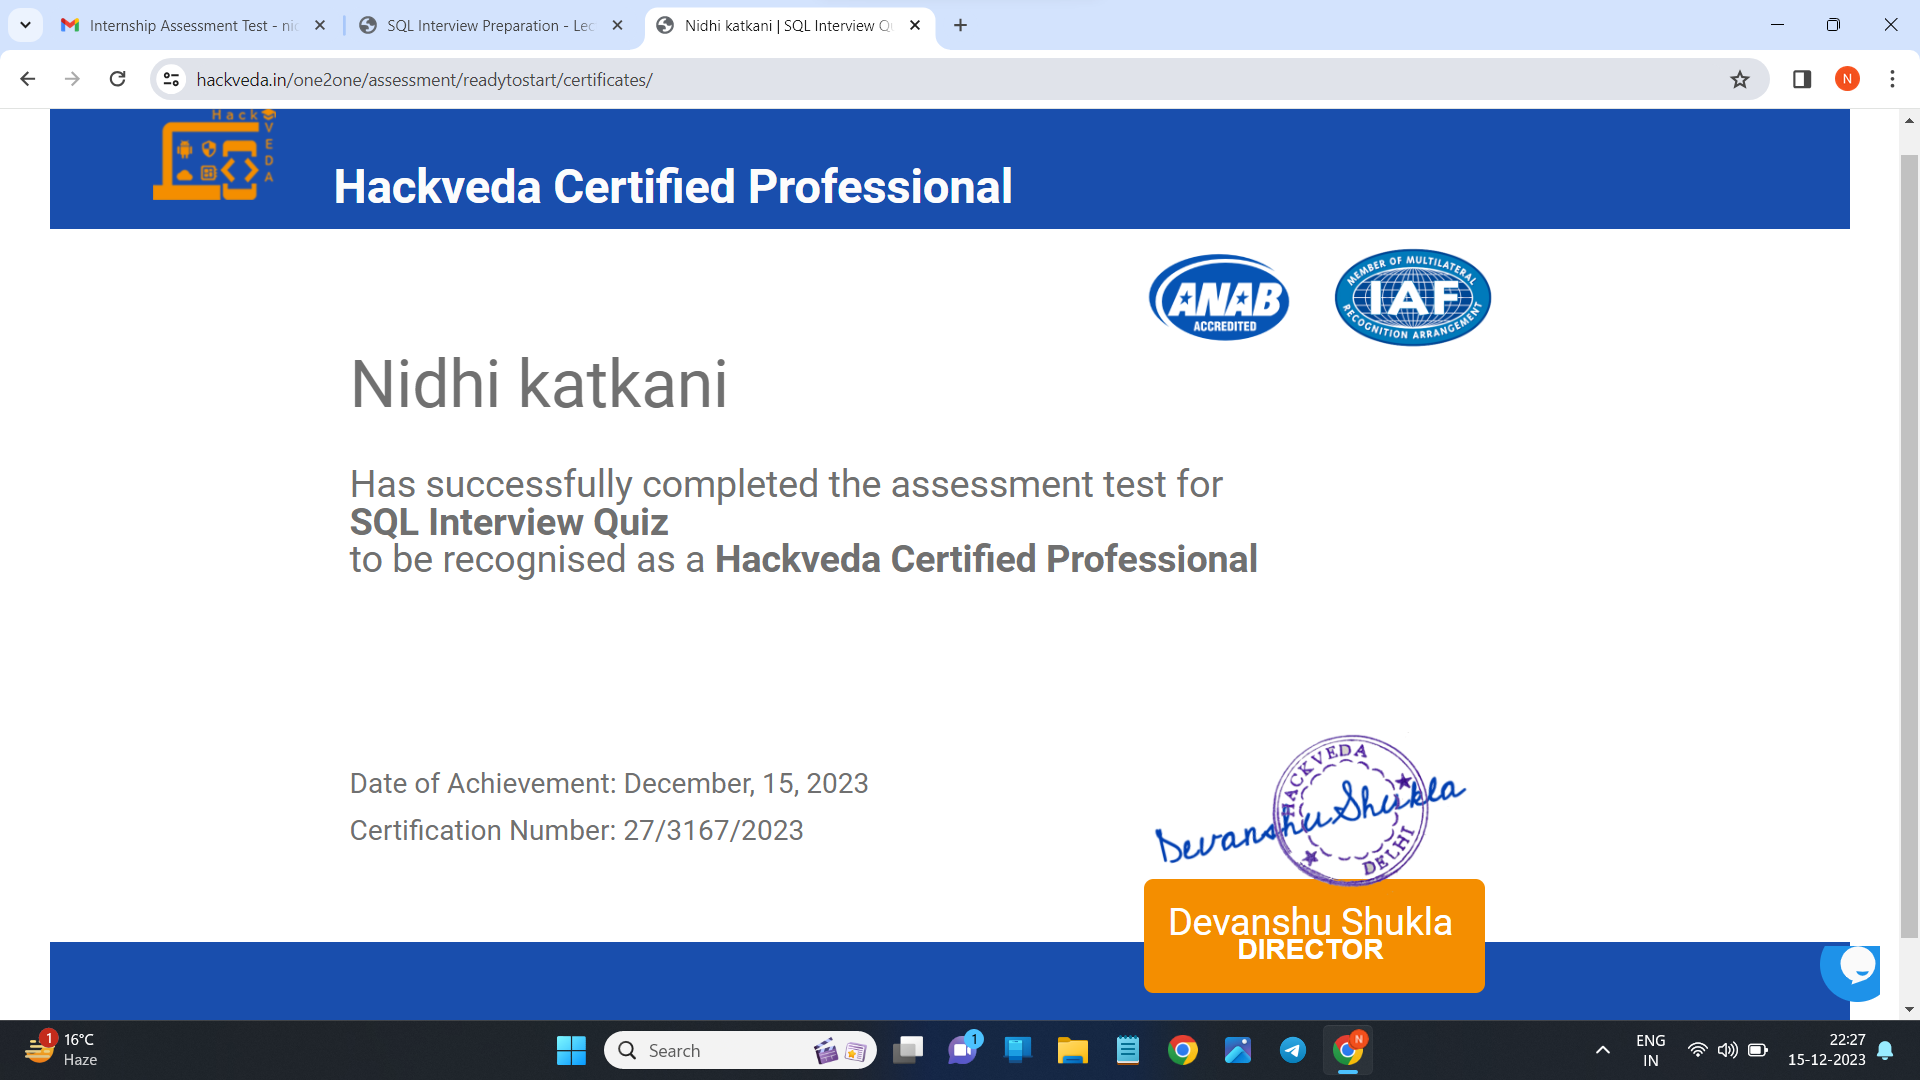 Internship Assessment Test - nic
SQL Interview Preparation - Lec
Nidhi katkani | SQL Interview Q
hackveda.in/one2one/assessment/readytostart/certificates/
N
Hack
VEDA
Hackveda Certified Professional
ANAB
ACCREDITED
MEMBER OF MULTILATERAL
IAF
RECOGNITION ARRANGEMENT
Nidhi katkani
Has successfully completed the assessment test for
SQL Interview Quiz
to be recognised as a Hackveda Certified Professional
Date of Achievement: December, 15, 2023
Certification Number: 27/3167/2023
HACKVEDA
Devanshu Shukla
DELHI
Devanshu Shukla
DIRECTOR
1
16°C
Haze
Search
1
N
ENG
IN
22:27
15-12-2023